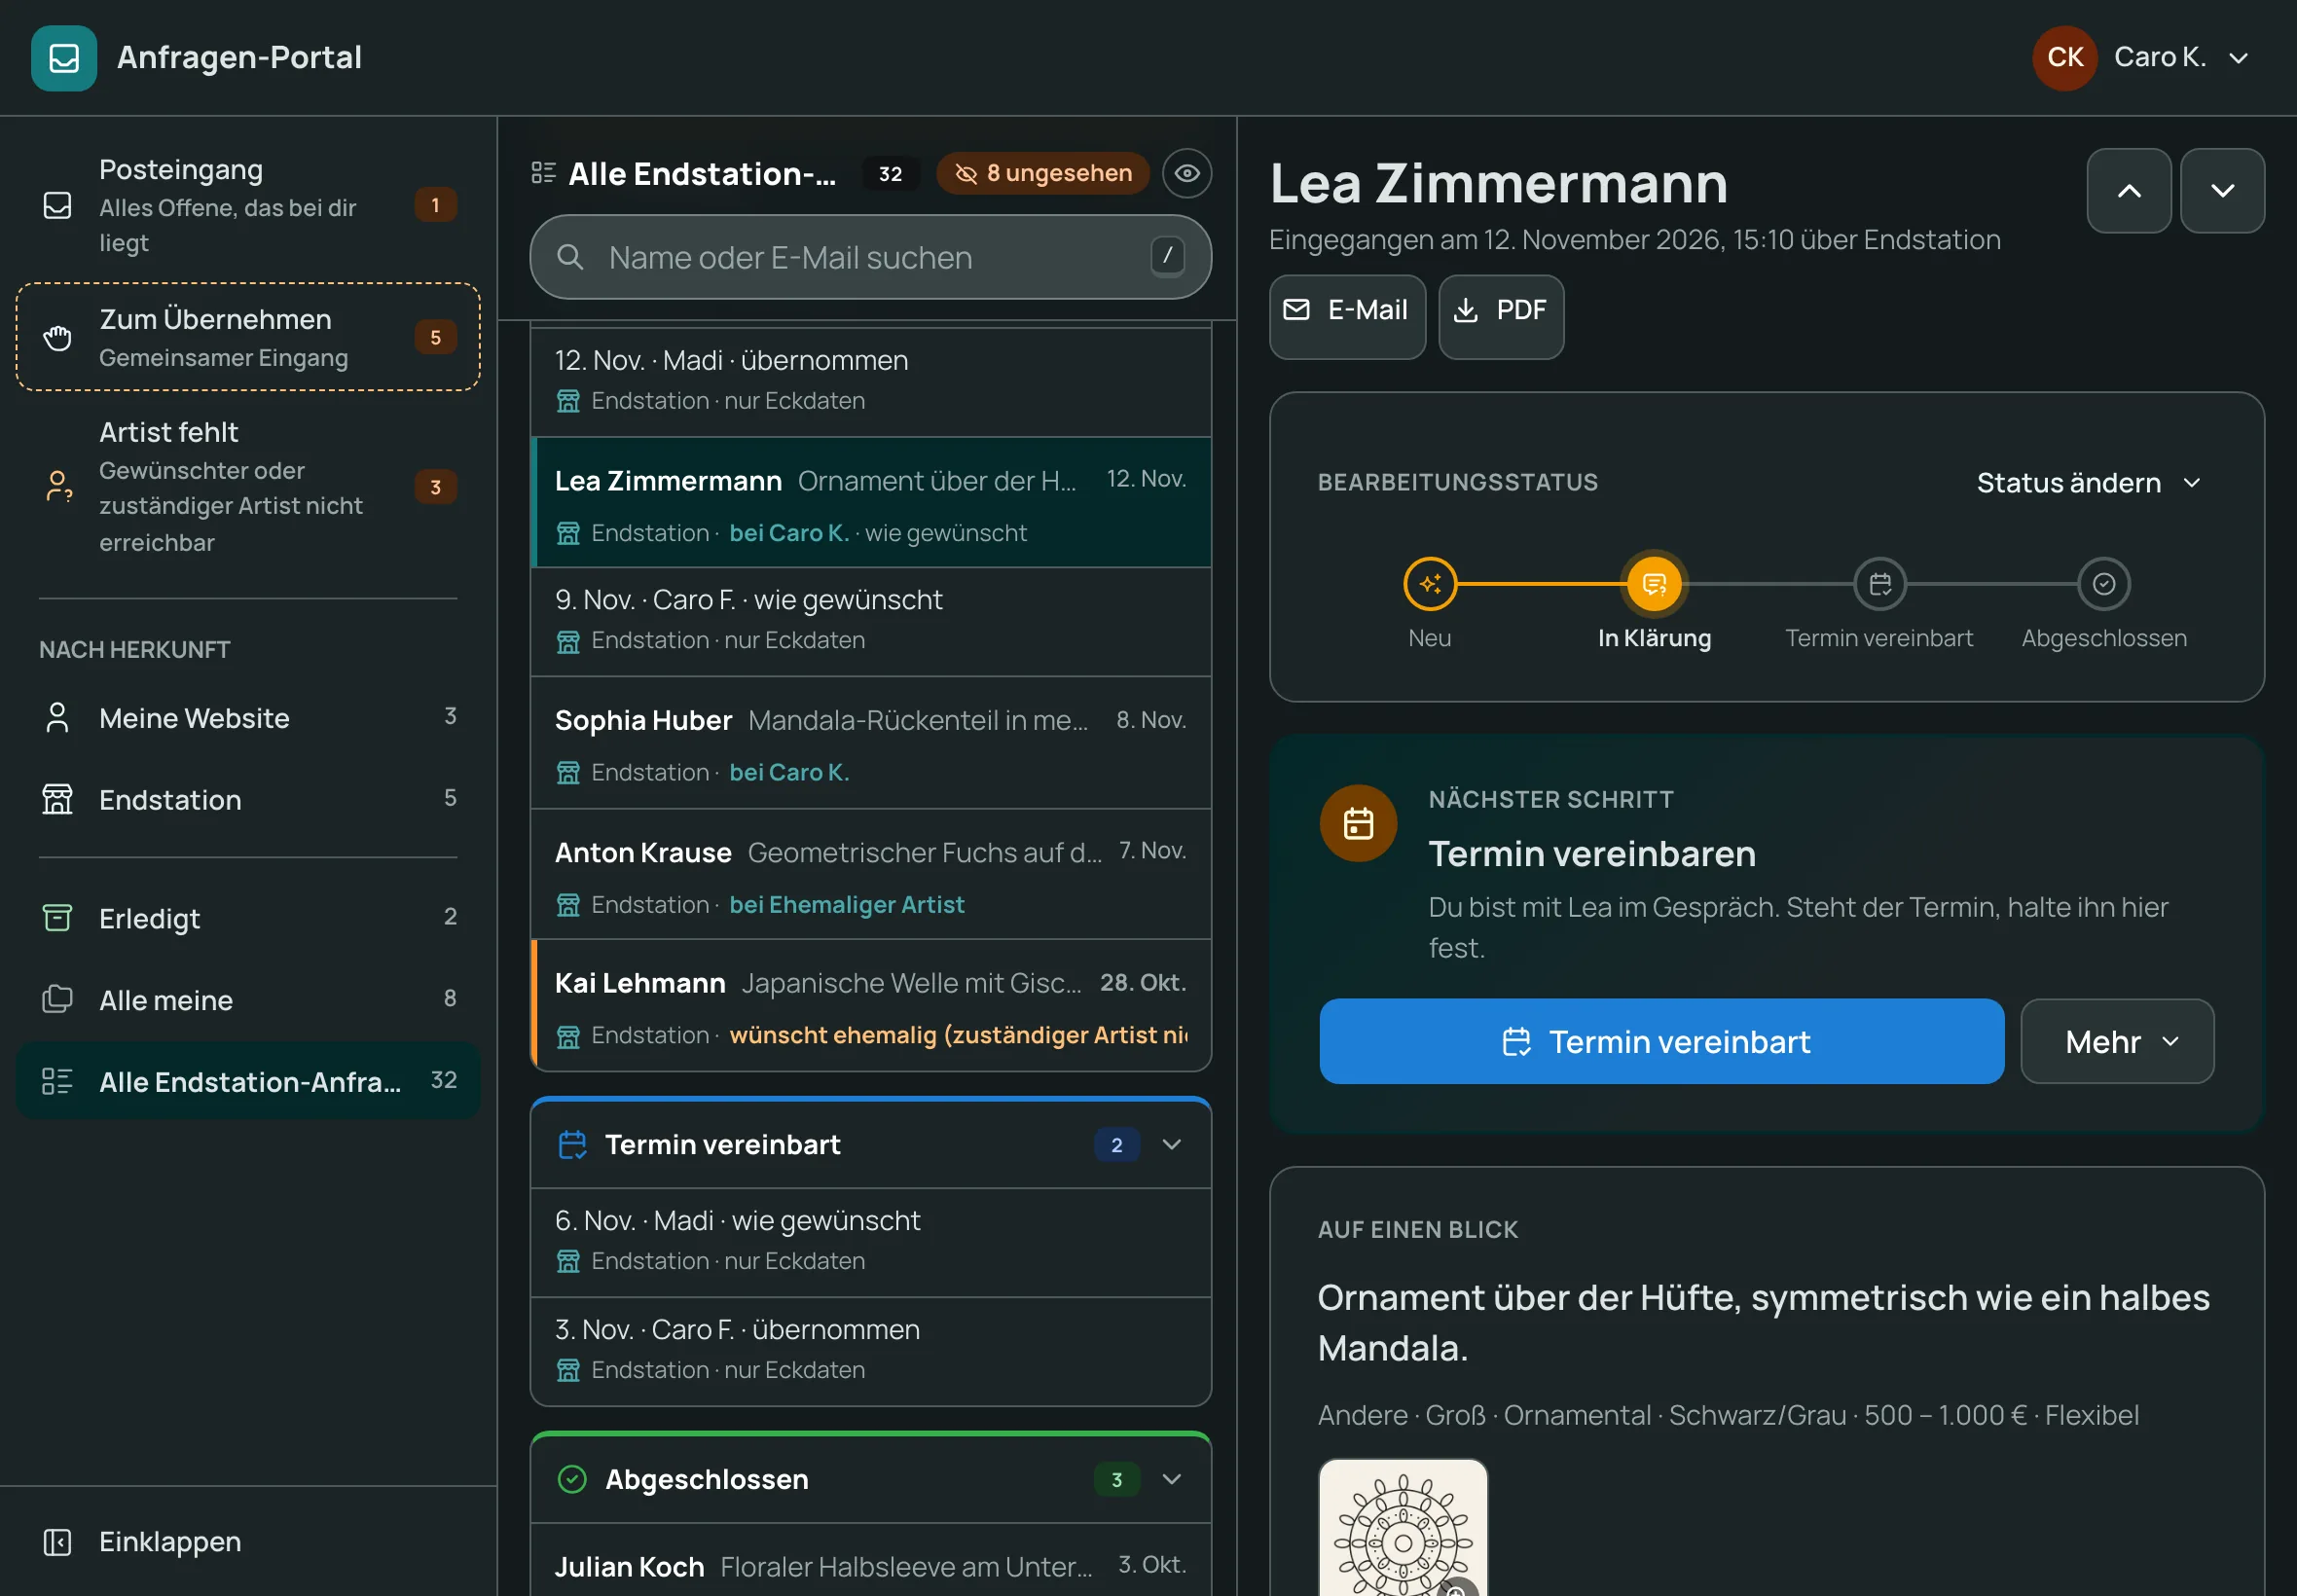 Anfragen-Portal
CK
Caro K.
Posteingang
Alles Offene, das bei dir
liegt
1
Zum Übernehmen
Gemeinsamer Eingang
5
Artist fehlt
Gewünschter oder
zuständiger Artist nicht
erreichbar
3
NACH HERKUNFT
Meine Website
3
Endstation
5
Erledigt
2
Alle meine
8
Alle Endstation-Anfra...
32
Einklappen
Alle Endstation-...
32
8 ungesehen
Name oder E-Mail suchen
/
12. Nov. · Madi · übernommen
Endstation · nur Eckdaten
Lea Zimmermann Ornament über der H... 12. Nov.
Endstation · bei Caro K. · wie gewünscht
9. Nov. · Caro F. · wie gewünscht
Endstation · nur Eckdaten
Sophia Huber Mandala-Rückenteil in me... 8. Nov.
Endstation · bei Caro K.
Anton Krause Geometrischer Fuchs auf d... 7. Nov.
Endstation · bei Ehemaliger Artist
Kai Lehmann Japanische Welle mit Gisc... 28. Okt.
Endstation · wünscht ehemalig (zuständiger Artist ni
Termin vereinbart
2
6. Nov. · Madi · wie gewünscht
Endstation · nur Eckdaten
3. Nov. · Caro F. · übernommen
Endstation · nur Eckdaten
Abgeschlossen
3
Julian Koch Floraler Halbsleeve am Unter... 3. Okt.
Lea Zimmermann
Eingegangen am 12. November 2026, 15:10 über Endstation
E-Mail
PDF
BEARBEITUNGSSTATUS
Status ändern
Neu
In Klärung
Termin vereinbart
Abgeschlossen
NÄCHSTER SCHRITT
Termin vereinbaren
Du bist mit Lea im Gespräch. Steht der Termin, halte ihn hier
fest.
Termin vereinbart
Mehr
AUF EINEN BLICK
Ornament über der Hüfte, symmetrisch wie ein halbes
Mandala.
Andere · Groß · Ornamental · Schwarz/Grau · 500 – 1.000 € · Flexibel